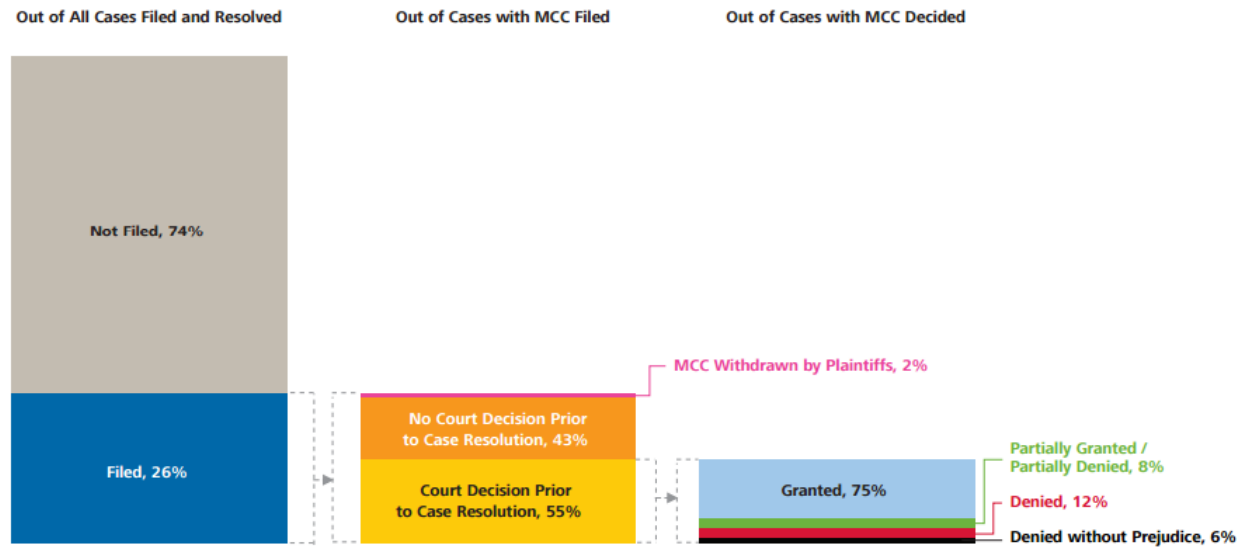 Out of All Cases Filed and Resolved
Out of Cases with MCC Filed
Out of Cases with MCC Decided
Not Filed, 74%
Filed, 26%
MCC Withdrawn by Plaintiffs, 2%
No Court Decision Prior
to Case Resolution, 43%
Court Decision Prior
to Case Resolution, 55%
Granted, 75%
Partially Granted /
Partially Denied, 8%
Denied, 12%
Denied without Prejudice, 6%